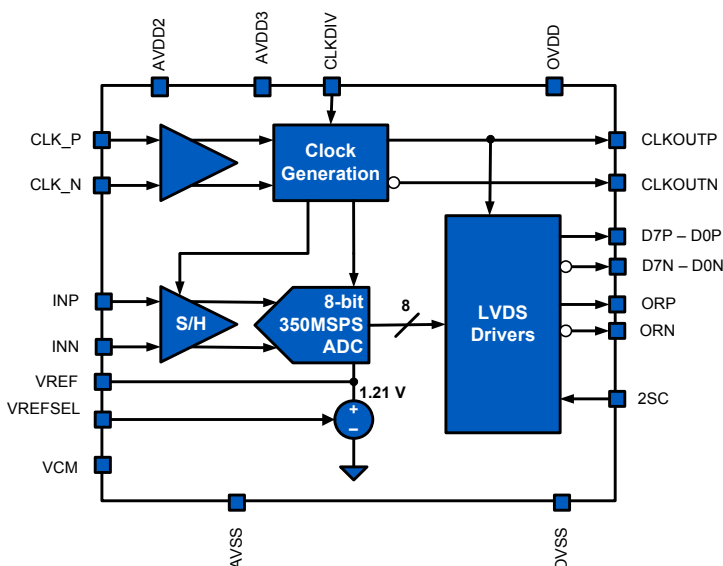 AVDD2
AVDD3
CLKDIV
OVDD
CLK_P
CLK_N
Clock
Generation
CLKOUTP
CLKOUTN
D7P – D0P
D7N – D0N
INP
INN
S/H
8-bit
350MSPS
ADC
8
LVDS
Drivers
ORP
ORN
VREF
1.21 V
VREFSEL
+
–
2SC
VCM
AVSS
OVSS